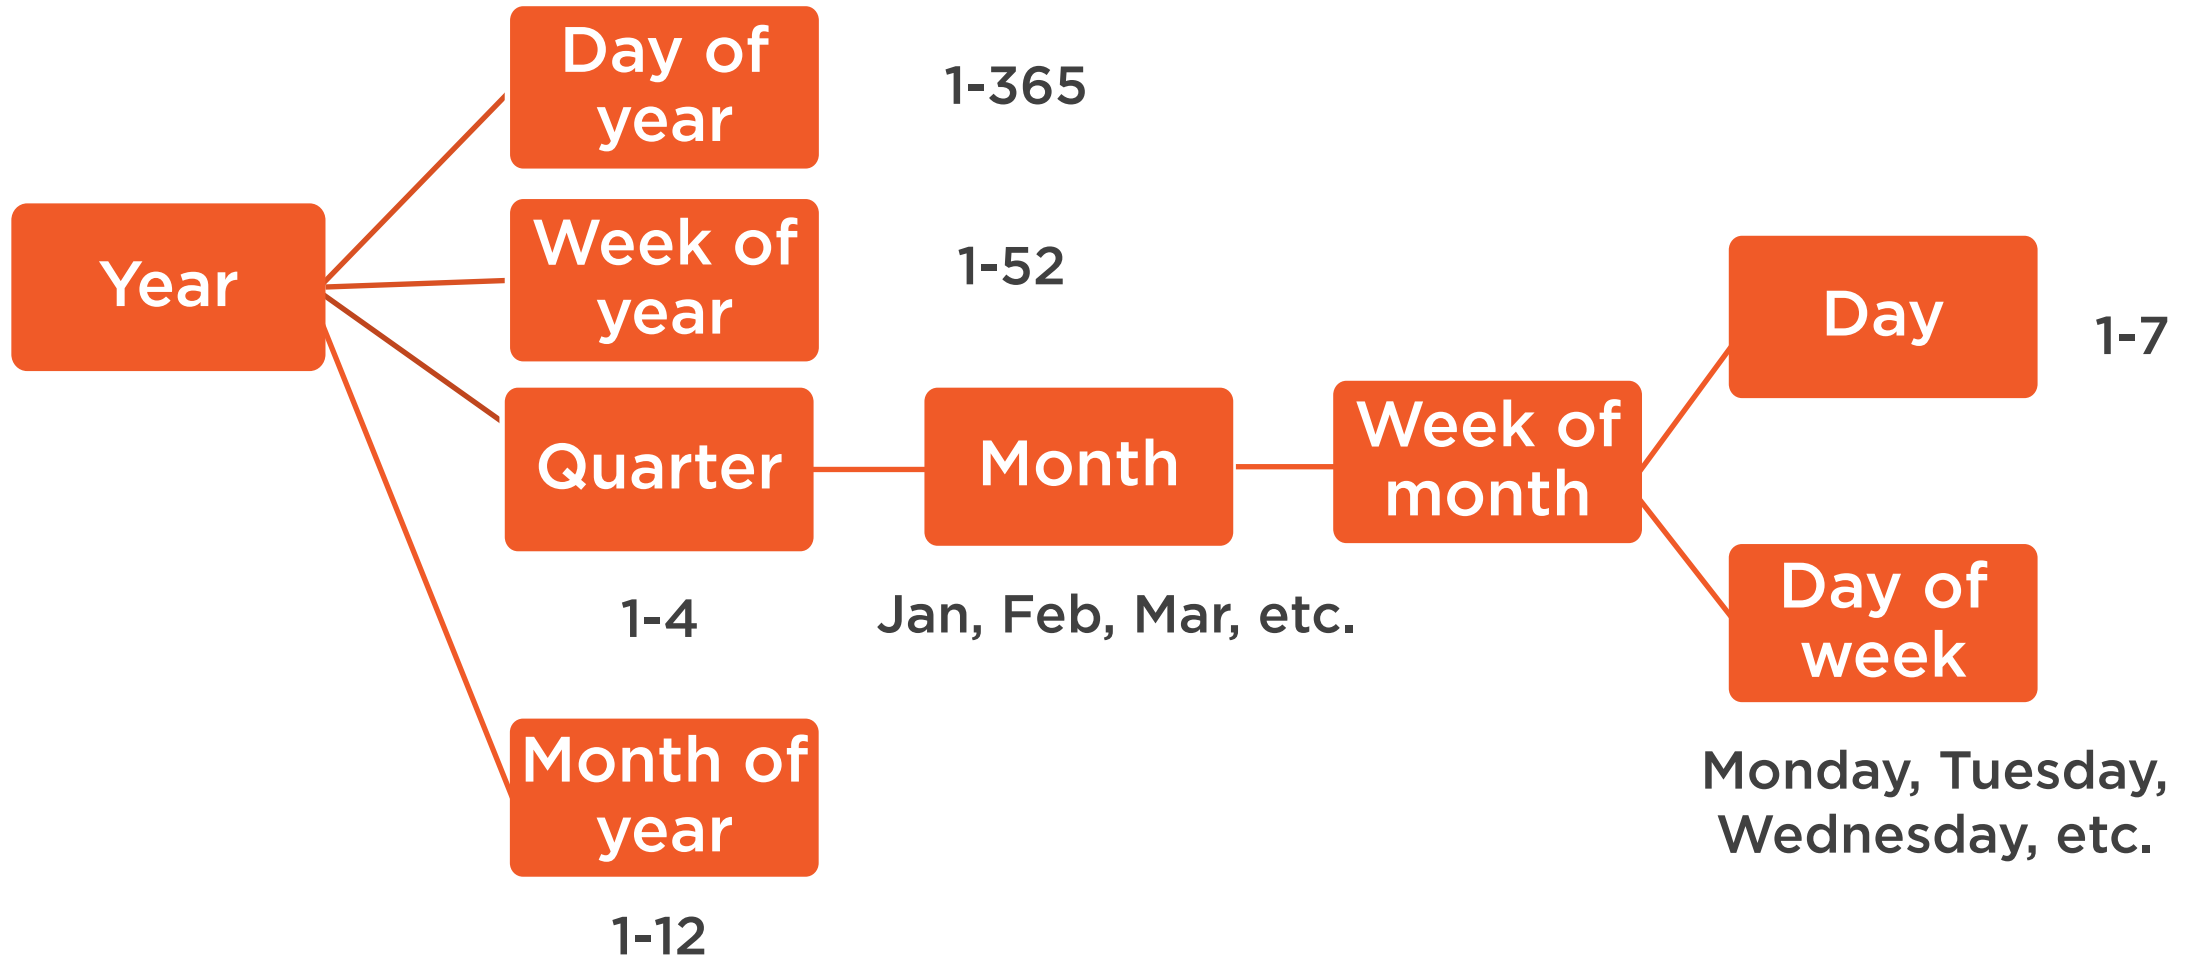 Day of
year
1-365
Year
Week of
year
1-52
Day
1-7
Quarter
1-4
Month
Jan, Feb, Mar, etc.
Week of
month
Day of
week
Monday, Tuesday,
Wednesday, etc.
Month of
year
1-12